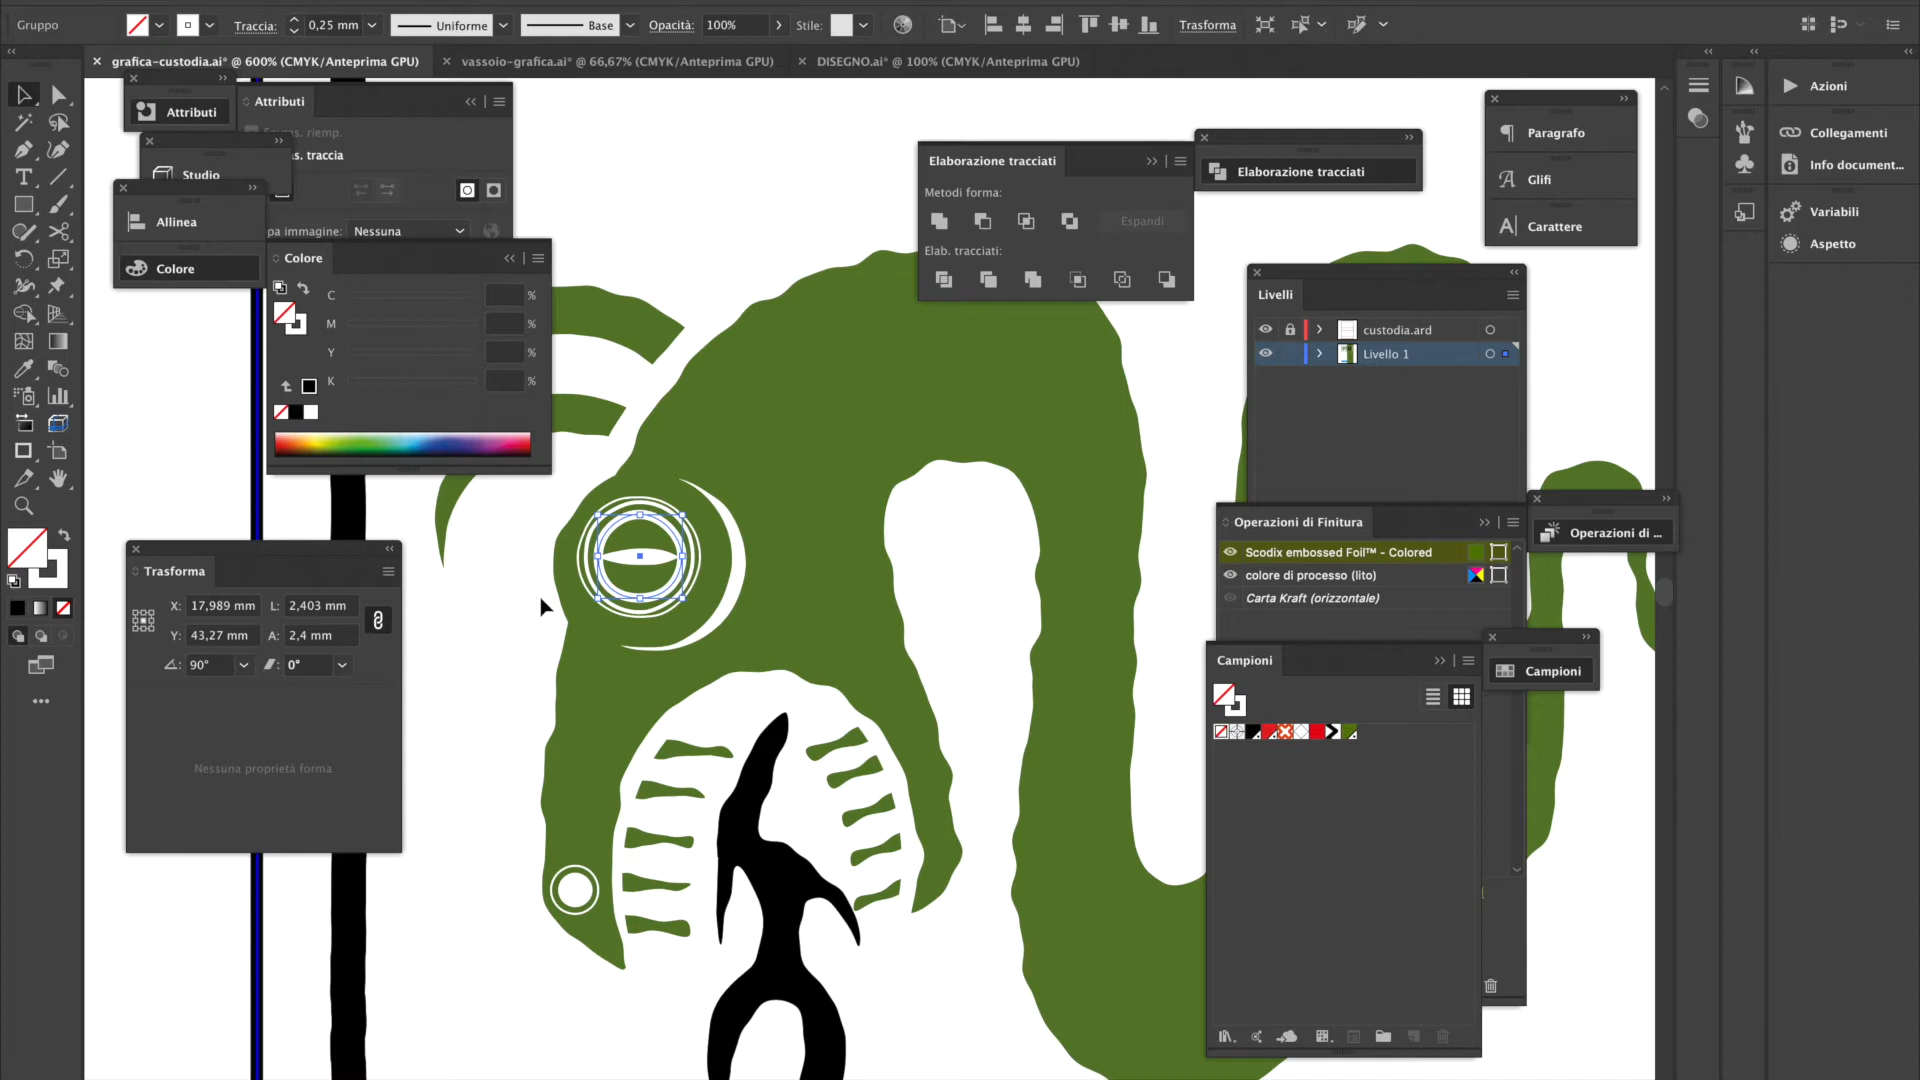 Gruppo
Traccia:
0,25 mm
Uniforme
Base
Opacità:
100%
Stile:
Trasforma
grafica-custodia.ai* @ 600% (CMYK/Anteprima GPU)
vassoio-grafica.ai* @ 66,67% (CMYK/Anteprima GPU)
DISEGNO.ai* @ 100% (CMYK/Anteprima GPU)
Attributi
Attributi
as. riemp.
as. traccia
Studio
pa immagine:
Nessuna
Allinea
Colore
Colore
C
%
M
%
Y
%
K
%
Elaborazione tracciati
Metodi forma:
Espandi
Elab. tracciati:
Elaborazione tracciati
Paragrafo
Glifi
Carattere
Azioni
Collegamenti
Info document...
Variabili
Aspetto
Livelli
custodia.ard
Livello 1
Operazioni di Finitura
Scodix embossed Foil™ - Colored
colore di processo (lito)
Carta Kraft (orizzontale)
Operazioni di ...
Campioni
Campioni
Trasforma
X:
17,989 mm
L:
2,403 mm
Y:
43,27 mm
A:
2,4 mm
90°
0°
Nessuna proprietà forma